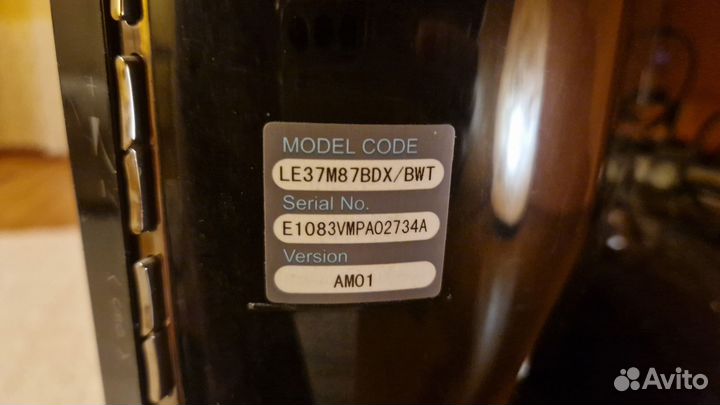 MODEL CODE
LE37M87BDX/BWT
Serial No.
E1083VMPA02734A
Version
AM01
Avito